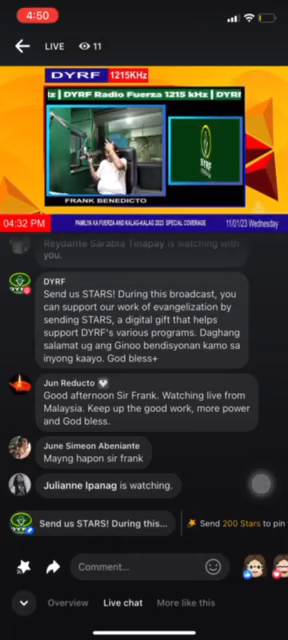 4:50
LIVE 11
DYRF 1215KHz
tz | DYRF Radio Fuerza 1215 kHz | DYRF
DYRF
FRANK BENEDICTO
04:32 PM PAMILYA KA FUERZA AND KALAG-KALAG 2023 SPECIAL COVERAGE 11/01/23 Wednesday
Reydante Sarabia Tinapay is watching with
you.
DYRF
Send us STARS! During this broadcast, you
can support our work of evangelization by
sending STARS, a digital gift that helps
support DYRF's various programs. Daghang
salamat ug ang Ginoo bendisyonan kamo sa
inyong kaayo. God bless+
Jun Reducto
Good afternoon Sir Frank. Watching live from
Malaysia. Keep up the good work, more power
and God bless.
June Simeon Abeniante
Mayng hapon sir frank
Julianne Ipanag is watching.
Send us STARS! During this...
Send 200 Stars to pin
Comment...
Overview Live chat More like this